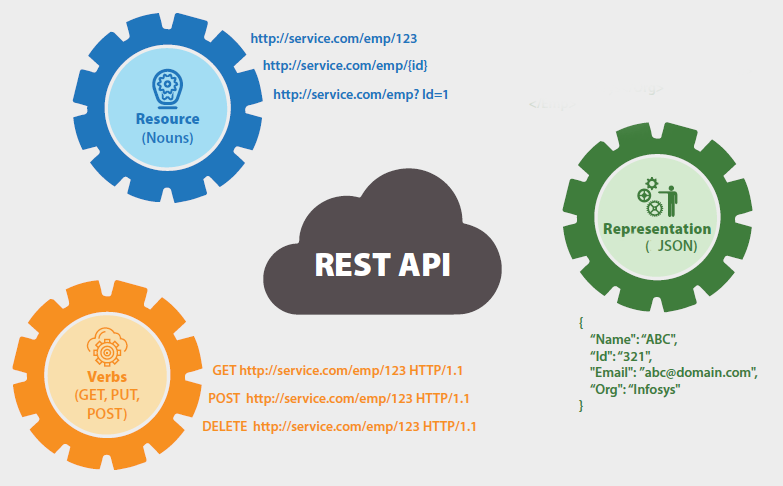 http://service.com/emp/123
http://service.com/emp/{id}
http://service.com/emp? Id=1
Resource
(Nouns)
REST API
Representation
( JSON)
{
“Name": “ABC",
“Id": “321",
"Email": "abc@domain.com",
“Org": “Infosys"
}
Verbs
(GET, PUT,
POST)
GET http://service.com/emp/123 HTTP/1.1
POST http://service.com/emp/123 HTTP/1.1
DELETE http://service.com/emp/123 HTTP/1.1